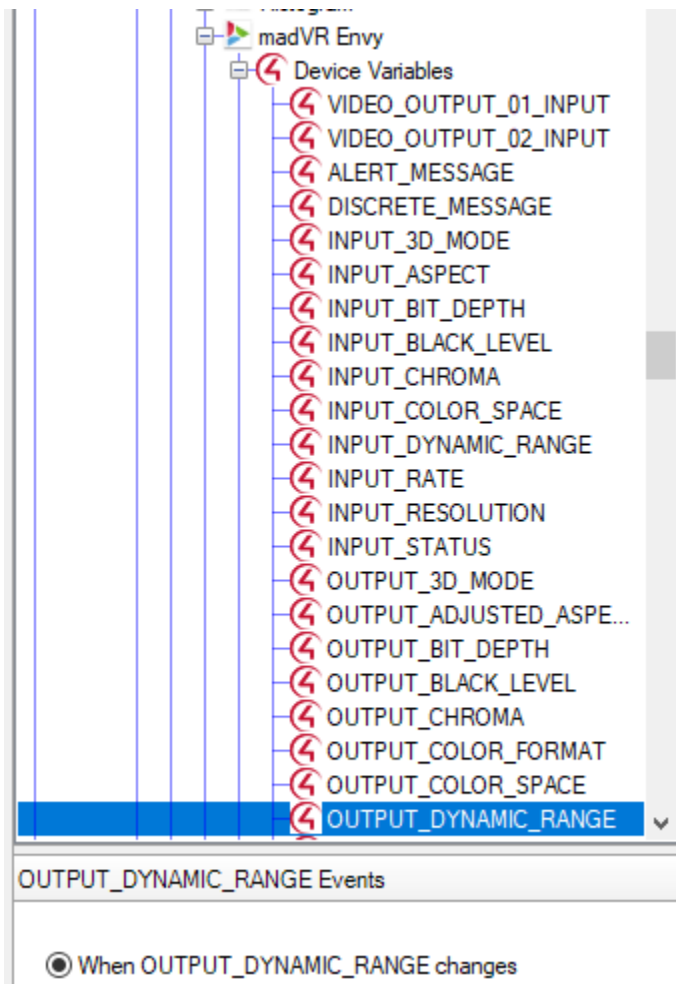 madVR Envy
Device Variables
VIDEO_OUTPUT_01_INPUT
VIDEO_OUTPUT_02_INPUT
ALERT_MESSAGE
DISCRETE_MESSAGE
INPUT_3D_MODE
INPUT_ASPECT
INPUT_BIT_DEPTH
INPUT_BLACK_LEVEL
INPUT_CHROMA
INPUT_COLOR_SPACE
INPUT_DYNAMIC_RANGE
INPUT_RATE
INPUT_RESOLUTION
INPUT_STATUS
OUTPUT_3D_MODE
OUTPUT_ADJUSTED_ASPE...
OUTPUT_BIT_DEPTH
OUTPUT_BLACK_LEVEL
OUTPUT_CHROMA
OUTPUT_COLOR_FORMAT
OUTPUT_COLOR_SPACE
OUTPUT_DYNAMIC_RANGE
OUTPUT_DYNAMIC_RANGE Events
When OUTPUT_DYNAMIC_RANGE changes